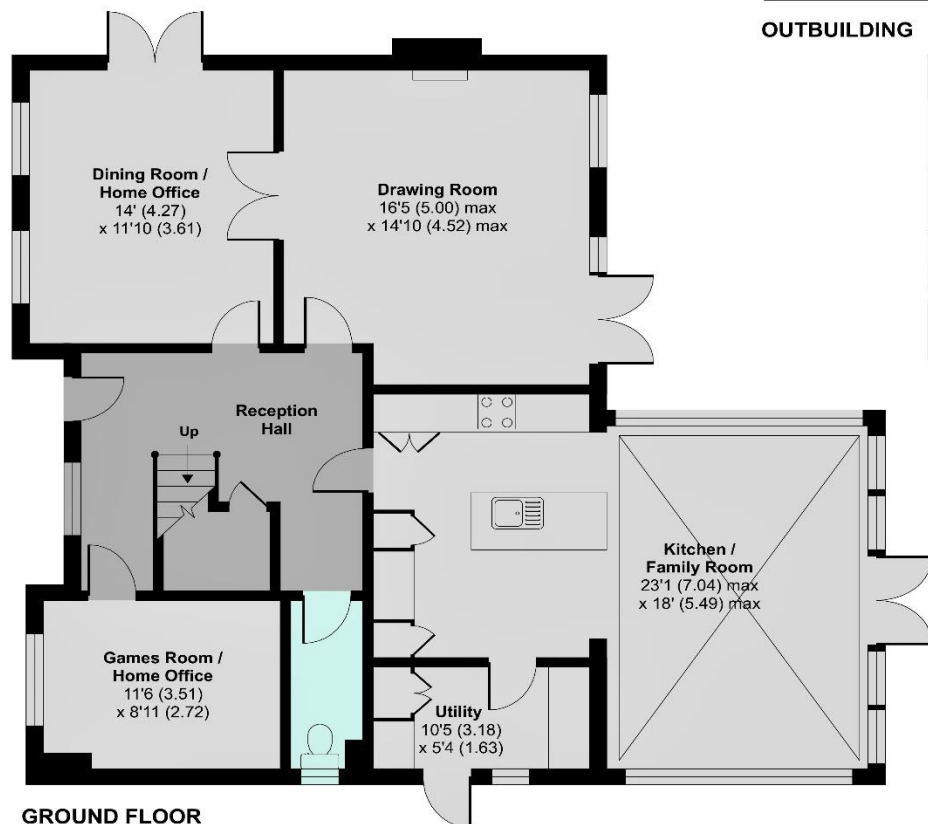 OUTBUILDING
Dining Room /
Home Office
14' (4.27)
x 11'10 (3.61)
Drawing Room
16'5 (5.00) max
x 14'10 (4.52) max
Reception
Hall
Up
Kitchen /
Family Room
23'1 (7.04) max
x 18' (5.49) max
Games Room /
Home Office
11'6 (3.51)
x 8'11 (2.72)
Utility
10'5 (3.18)
x 5'4 (1.63)
GROUND FLOOR